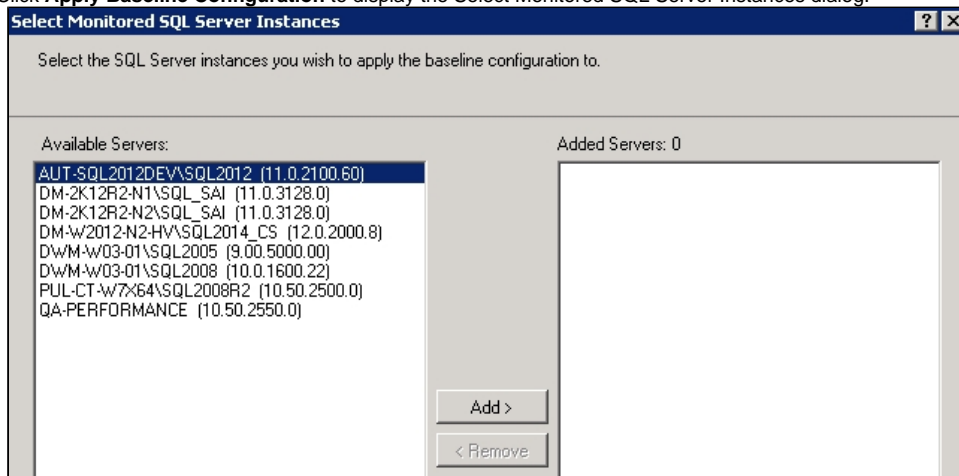 Click Apply Baseline Configuration to display the Select Monitored SQL Server Instances dialog.
Select Monitored SQL Server Instances
Select the SQL Server instances you wish to apply the baseline configuration to.
Available Servers:
Added Servers: 0
AUT-SQL2012DEV\SQL2012 (11.0.2100.60)
DM-2K12R2-N1\SQL_SAI (11.0.3128.0)
DM-2K12R2-N2\SQL_SAI (11.0.3128.0)
DM-W2012-N2-HV\SQL2014_CS (12.0.2000.8)
DWM-W03-01\SQL2005 (9.00.5000.00)
DWM-W03-01\SQL2008 (10.0.1600.22)
PUL-CT-W7X64\SQL2008R2 (10.50.2500.0)
QA-PERFORMANCE (10.50.2550.0)
Add >
< Remove